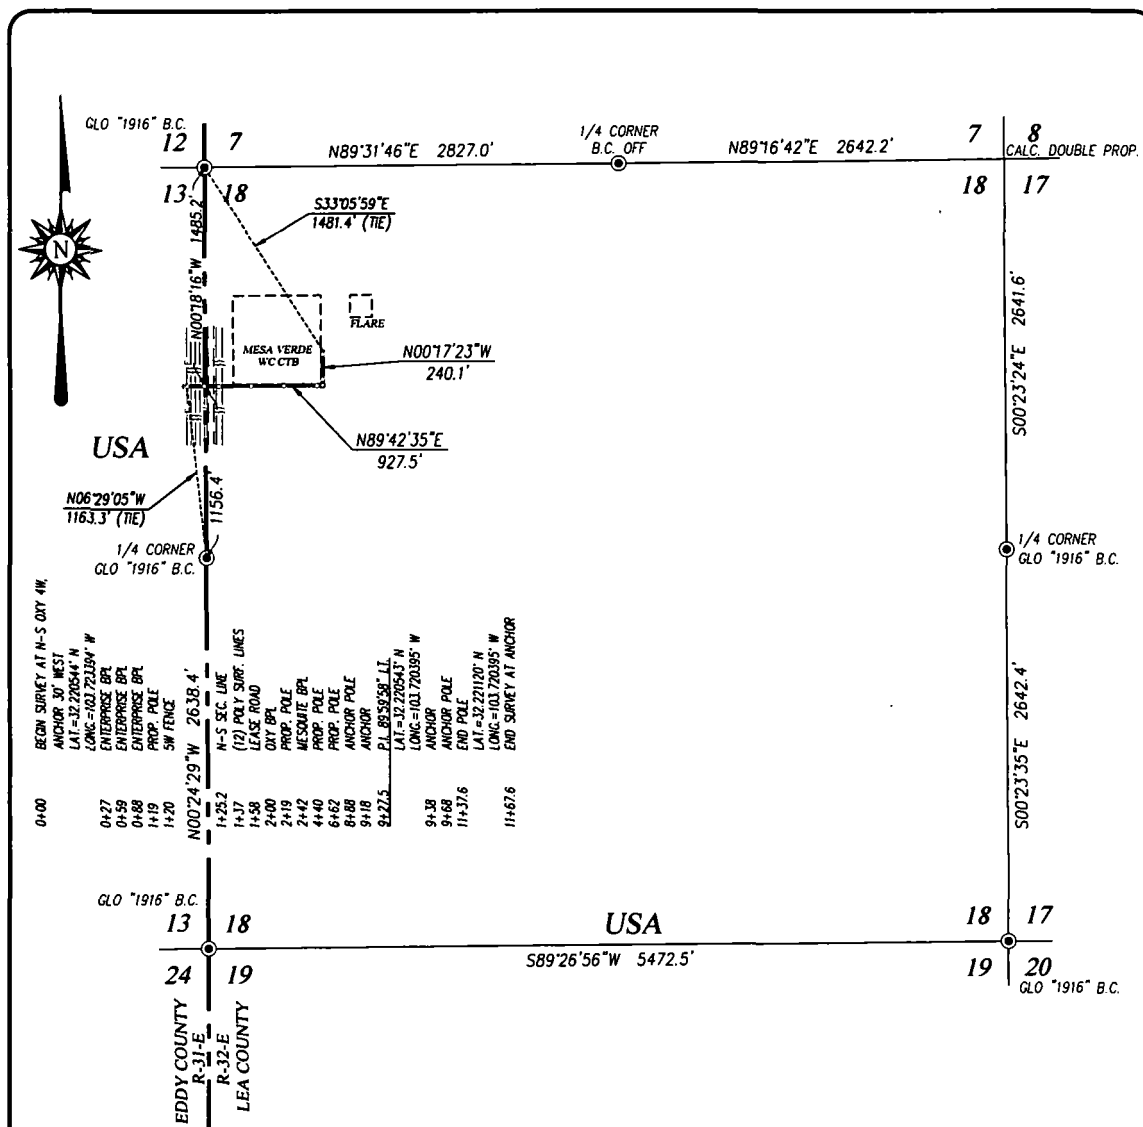 GLO "1916" B.C.
12 7
13 18
N89°31'46"E 2827.0'
1/4 CORNER
B.C. OFF
N89°16'42"E 2642.2'
7 8
CALC. DOUBLE PROP.
18 17
S33°05'59"E
1481.4' (TIE)
N00°18'16"W 1485.2'
N
FLARE
MESA VERDE
WC CTB
N00°17'23"W
240.1'
S00°23'24"E 2641.6'
N89°42'35"E
927.5'
USA
N06°29'05"W
1163.3' (TIE)
1156.4'
1/4 CORNER
GLO "1916" B.C.
1/4 CORNER
GLO "1916" B.C.
0+00 BEGIN SURVEY AT N-S OXY 4W,
ANCHOR 30' WEST
LAT.=32.220544° N
LONG.=103.723394° W
0+27 ENTERPRISE BPL
0+59 ENTERPRISE BPL
0+88 ENTERPRISE BPL
1+19 PROP. POLE
1+20 5W FENCE
N00°24'29"W 2638.4'
1+25.2 N-S SEC. LINE
1+37 (12) POLY SURF. LINES
1+58 LEASE ROAD
2+00 OXY BPL
2+19 PROP. POLE
2+42 MESQUITE BPL
4+40 PROP. POLE
6+62 PROP. POLE
8+88 ANCHOR POLE
9+18 ANCHOR
9+27.5 P.I. 89°59'58" LT.
LAT.=32.220543° N
LONG.=103.720395° W
9+38 ANCHOR
9+68 ANCHOR POLE
11+37.6 END POLE
LAT.=32.221120° N
LONG.=103.720395° W
11+67.6 END SURVEY AT ANCHOR
S00°23'35"E 2642.4'
GLO "1916" B.C.
13 18
USA
18 17
S89°26'56"W 5472.5'
24 19
19 20
GLO "1916" B.C.
EDDY COUNTY
R-31-E
R-32-E
LEA COUNTY